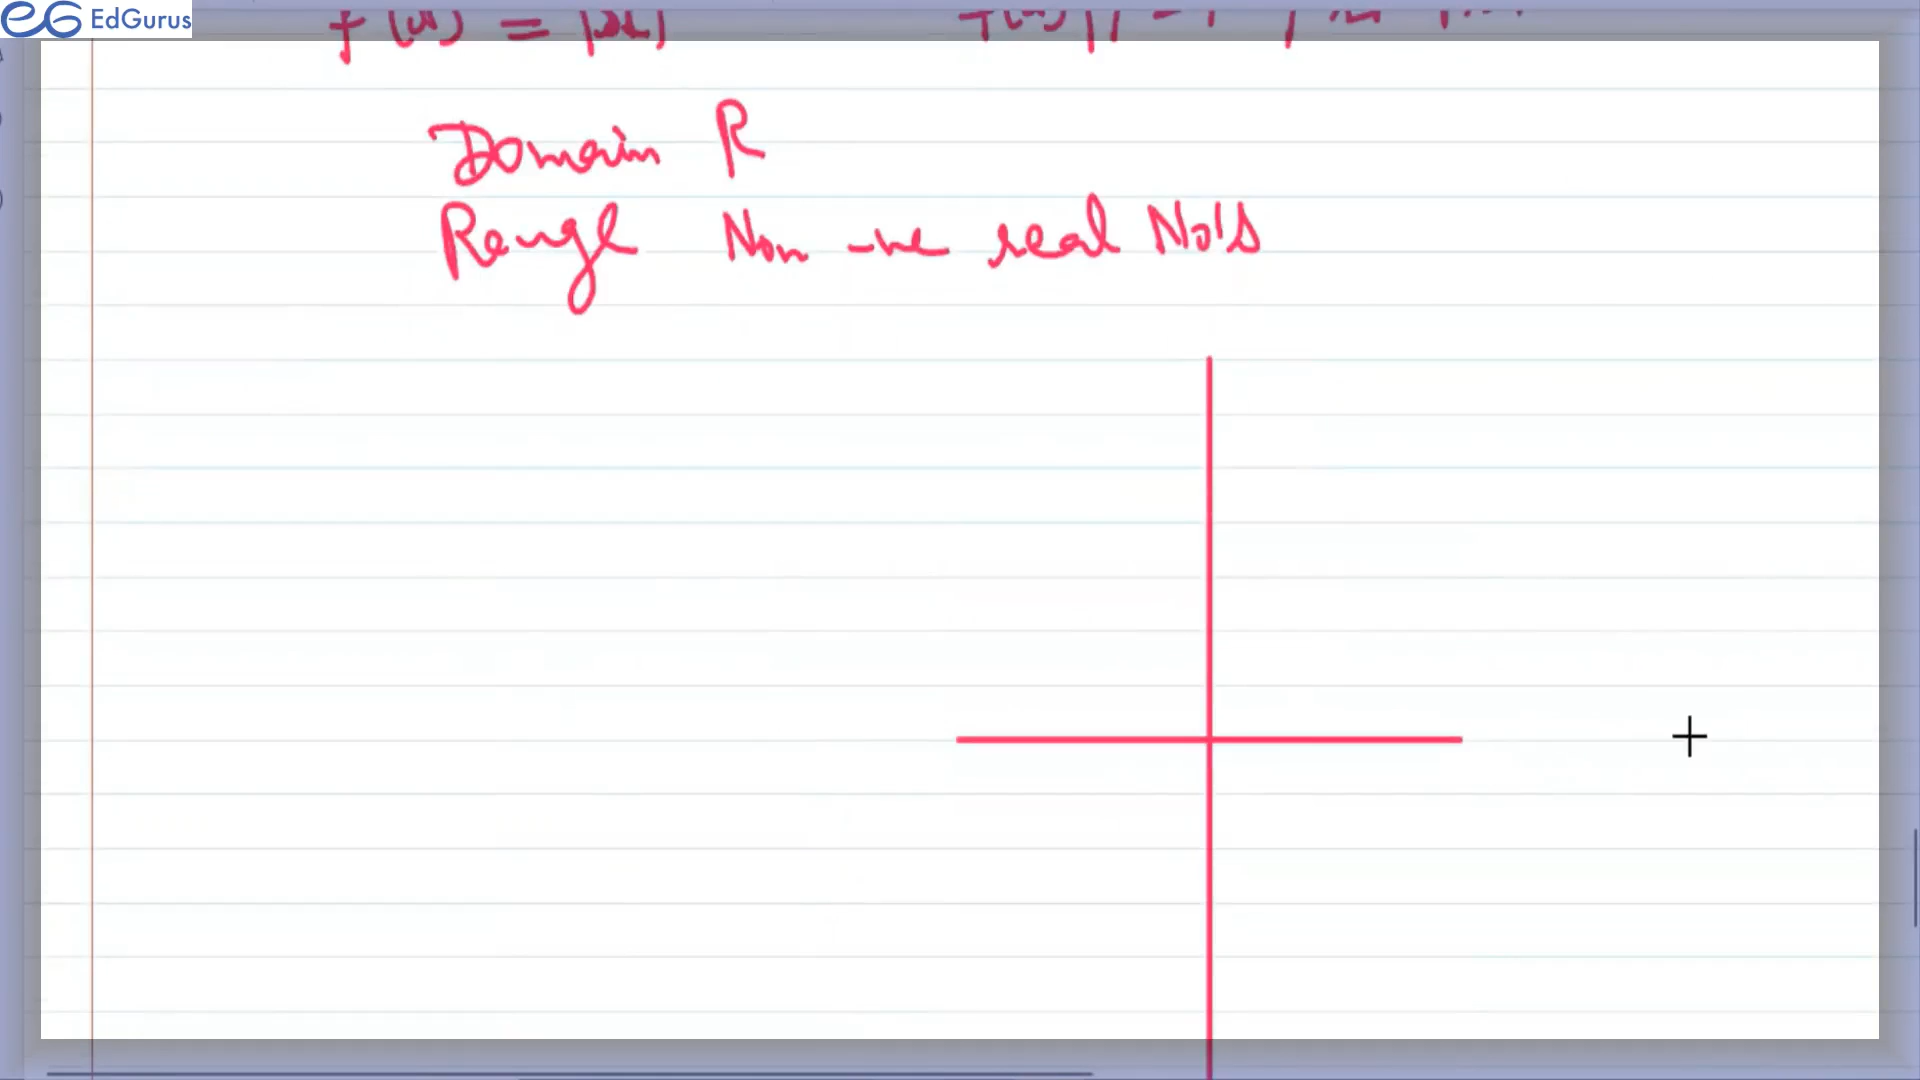 EdGurus
f(x) = |x|
Domain R
Range Non -ve real No's